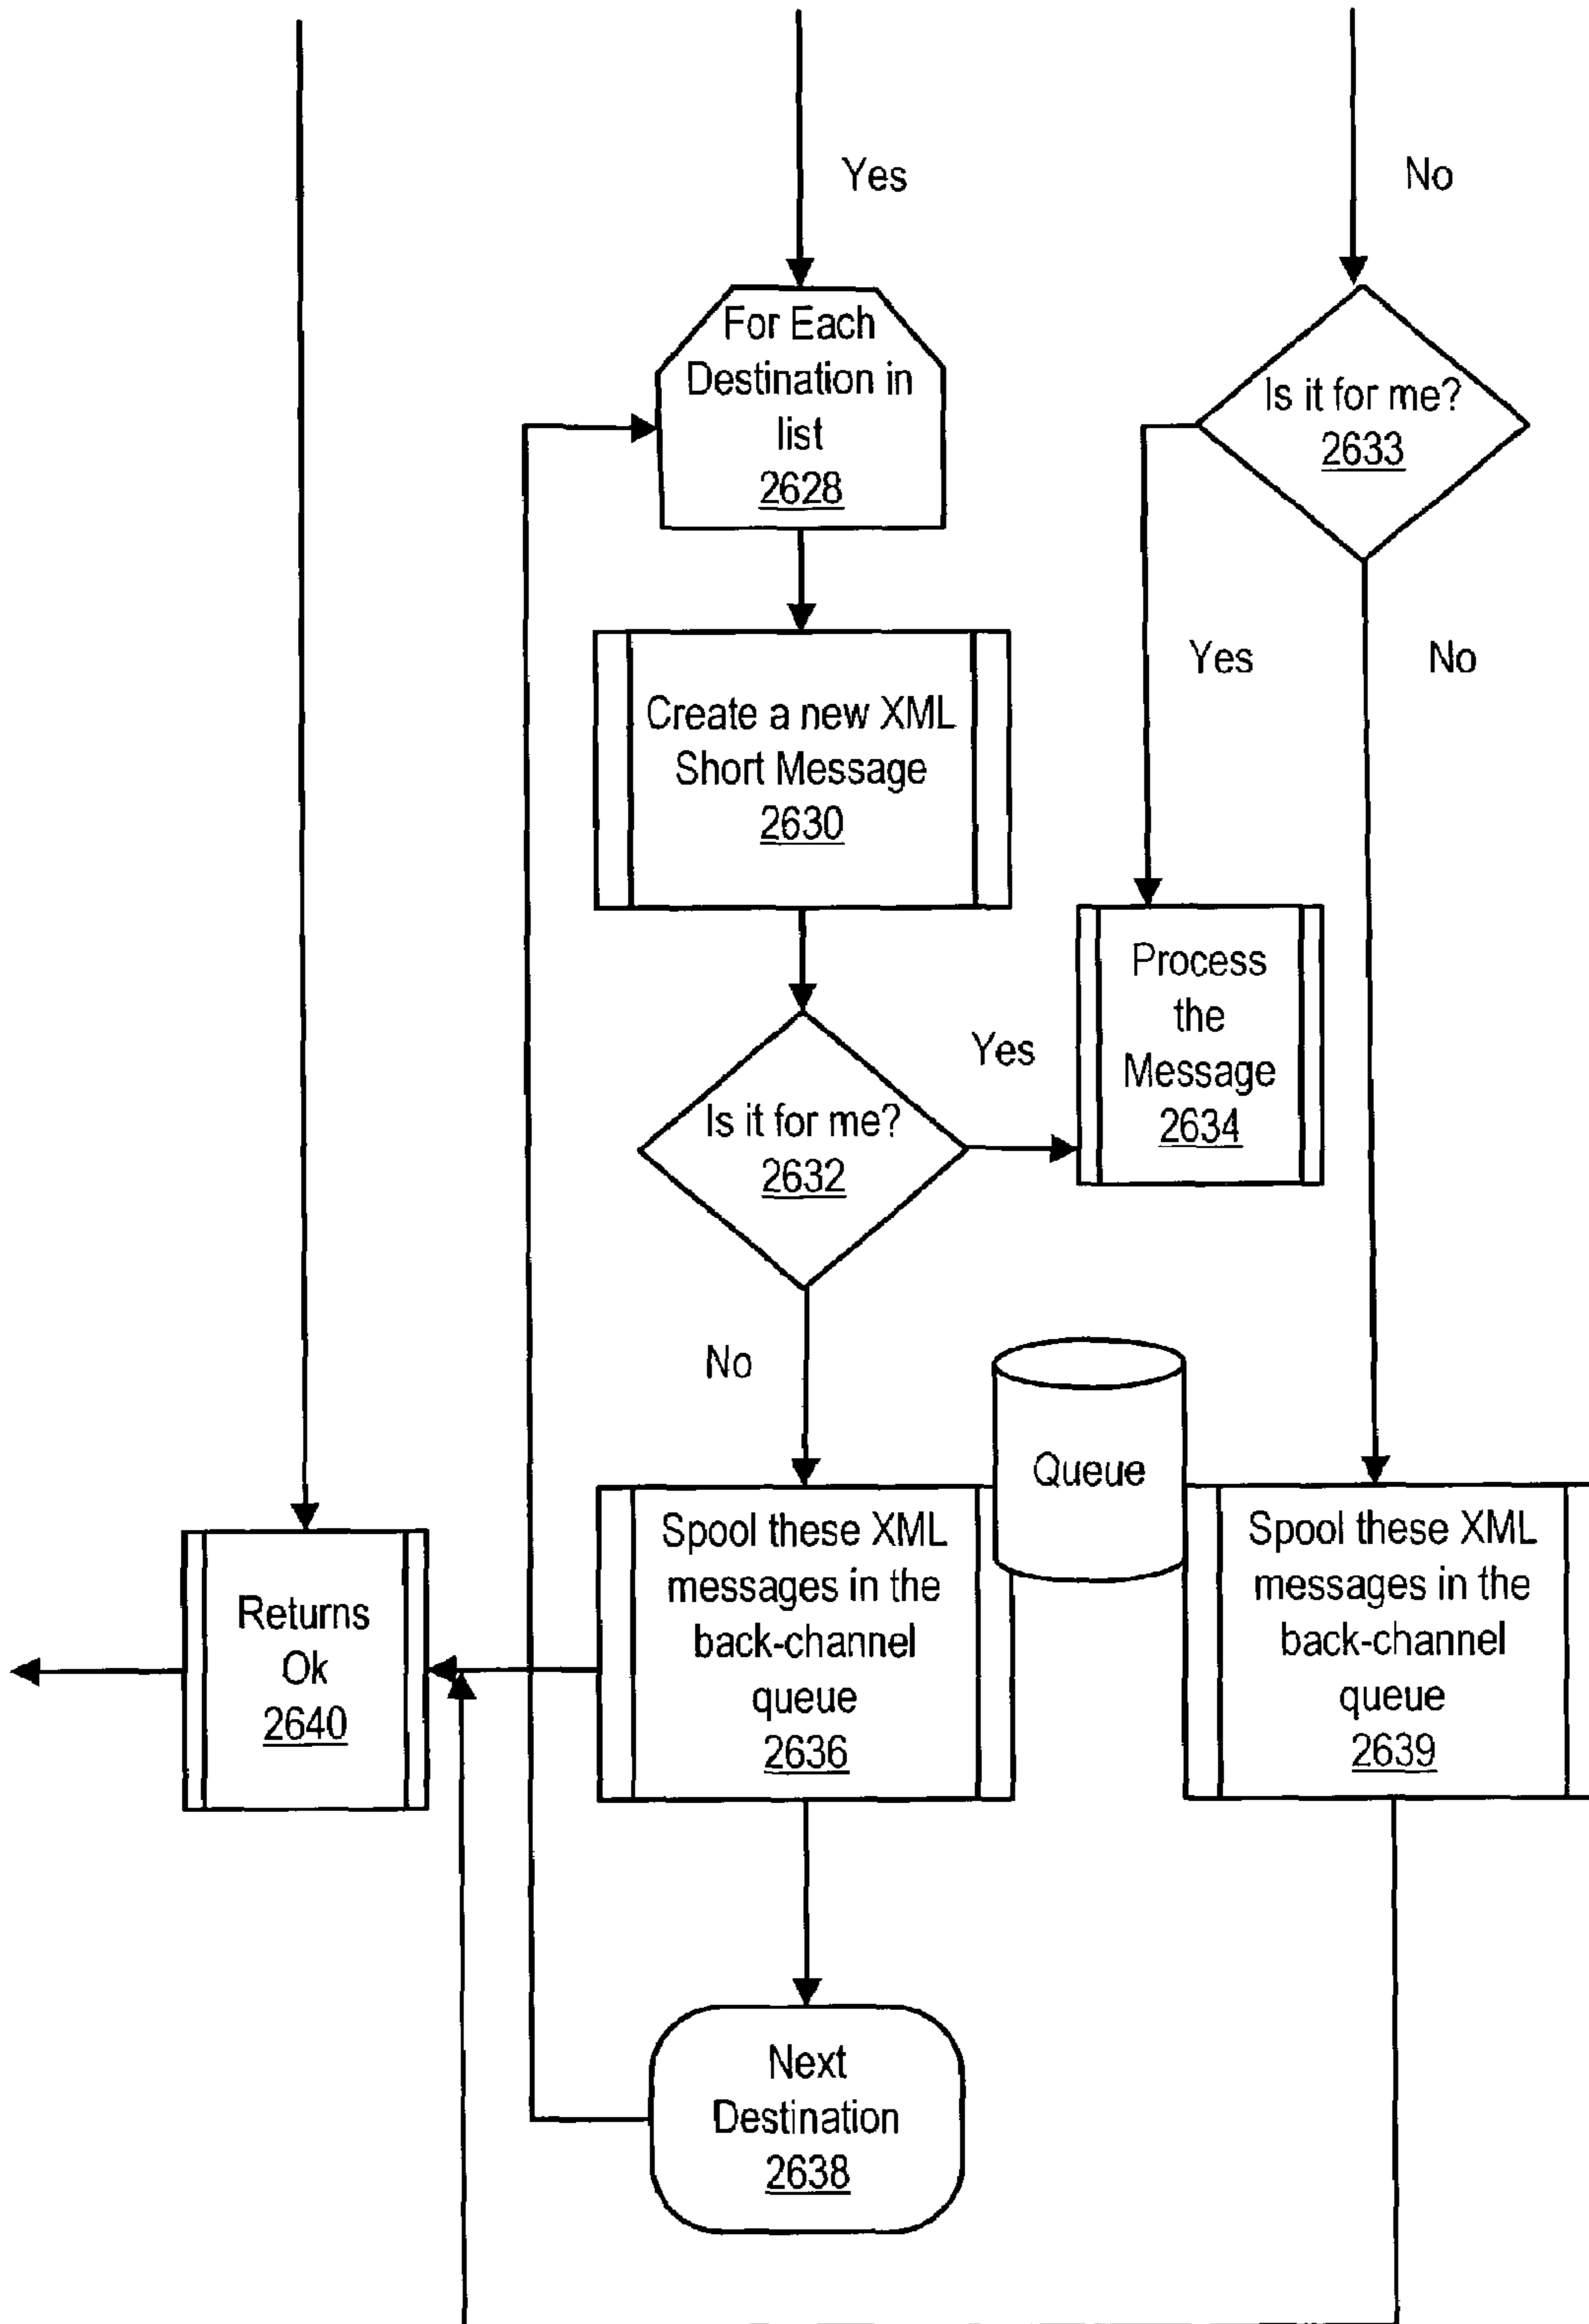 Yes
No
For Each
Destination in
list
2628
Is it for me?
2633
Yes
No
Create a new XML
Short Message
2630
Process
the
Message
2634
Yes
Is it for me?
2632
No
Queue
Spool these XML
messages in the
back-channel
queue
2636
Spool these XML
messages in the
back-channel
queue
2639
Returns
Ok
2640
Next
Destination
2638